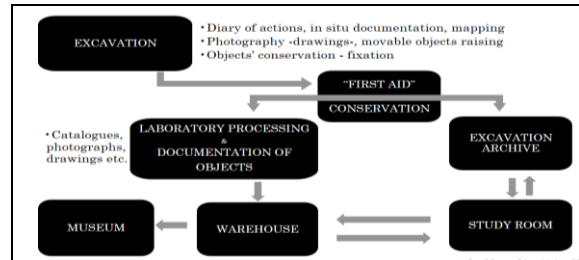 EXCAVATION
• Diary of actions, in situ documentation, mapping
• Photography -drawings-, movable objects raising
• Objects' conservation - fixation
"FIRST AID"
CONSERVATION
• Catalogues,
photographs,
drawings etc.
LABORATORY PROCESSING
&
DOCUMENTATION OF
OBJECTS
EXCAVATION
ARCHIVE
MUSEUM
WAREHOUSE
STUDY ROOM